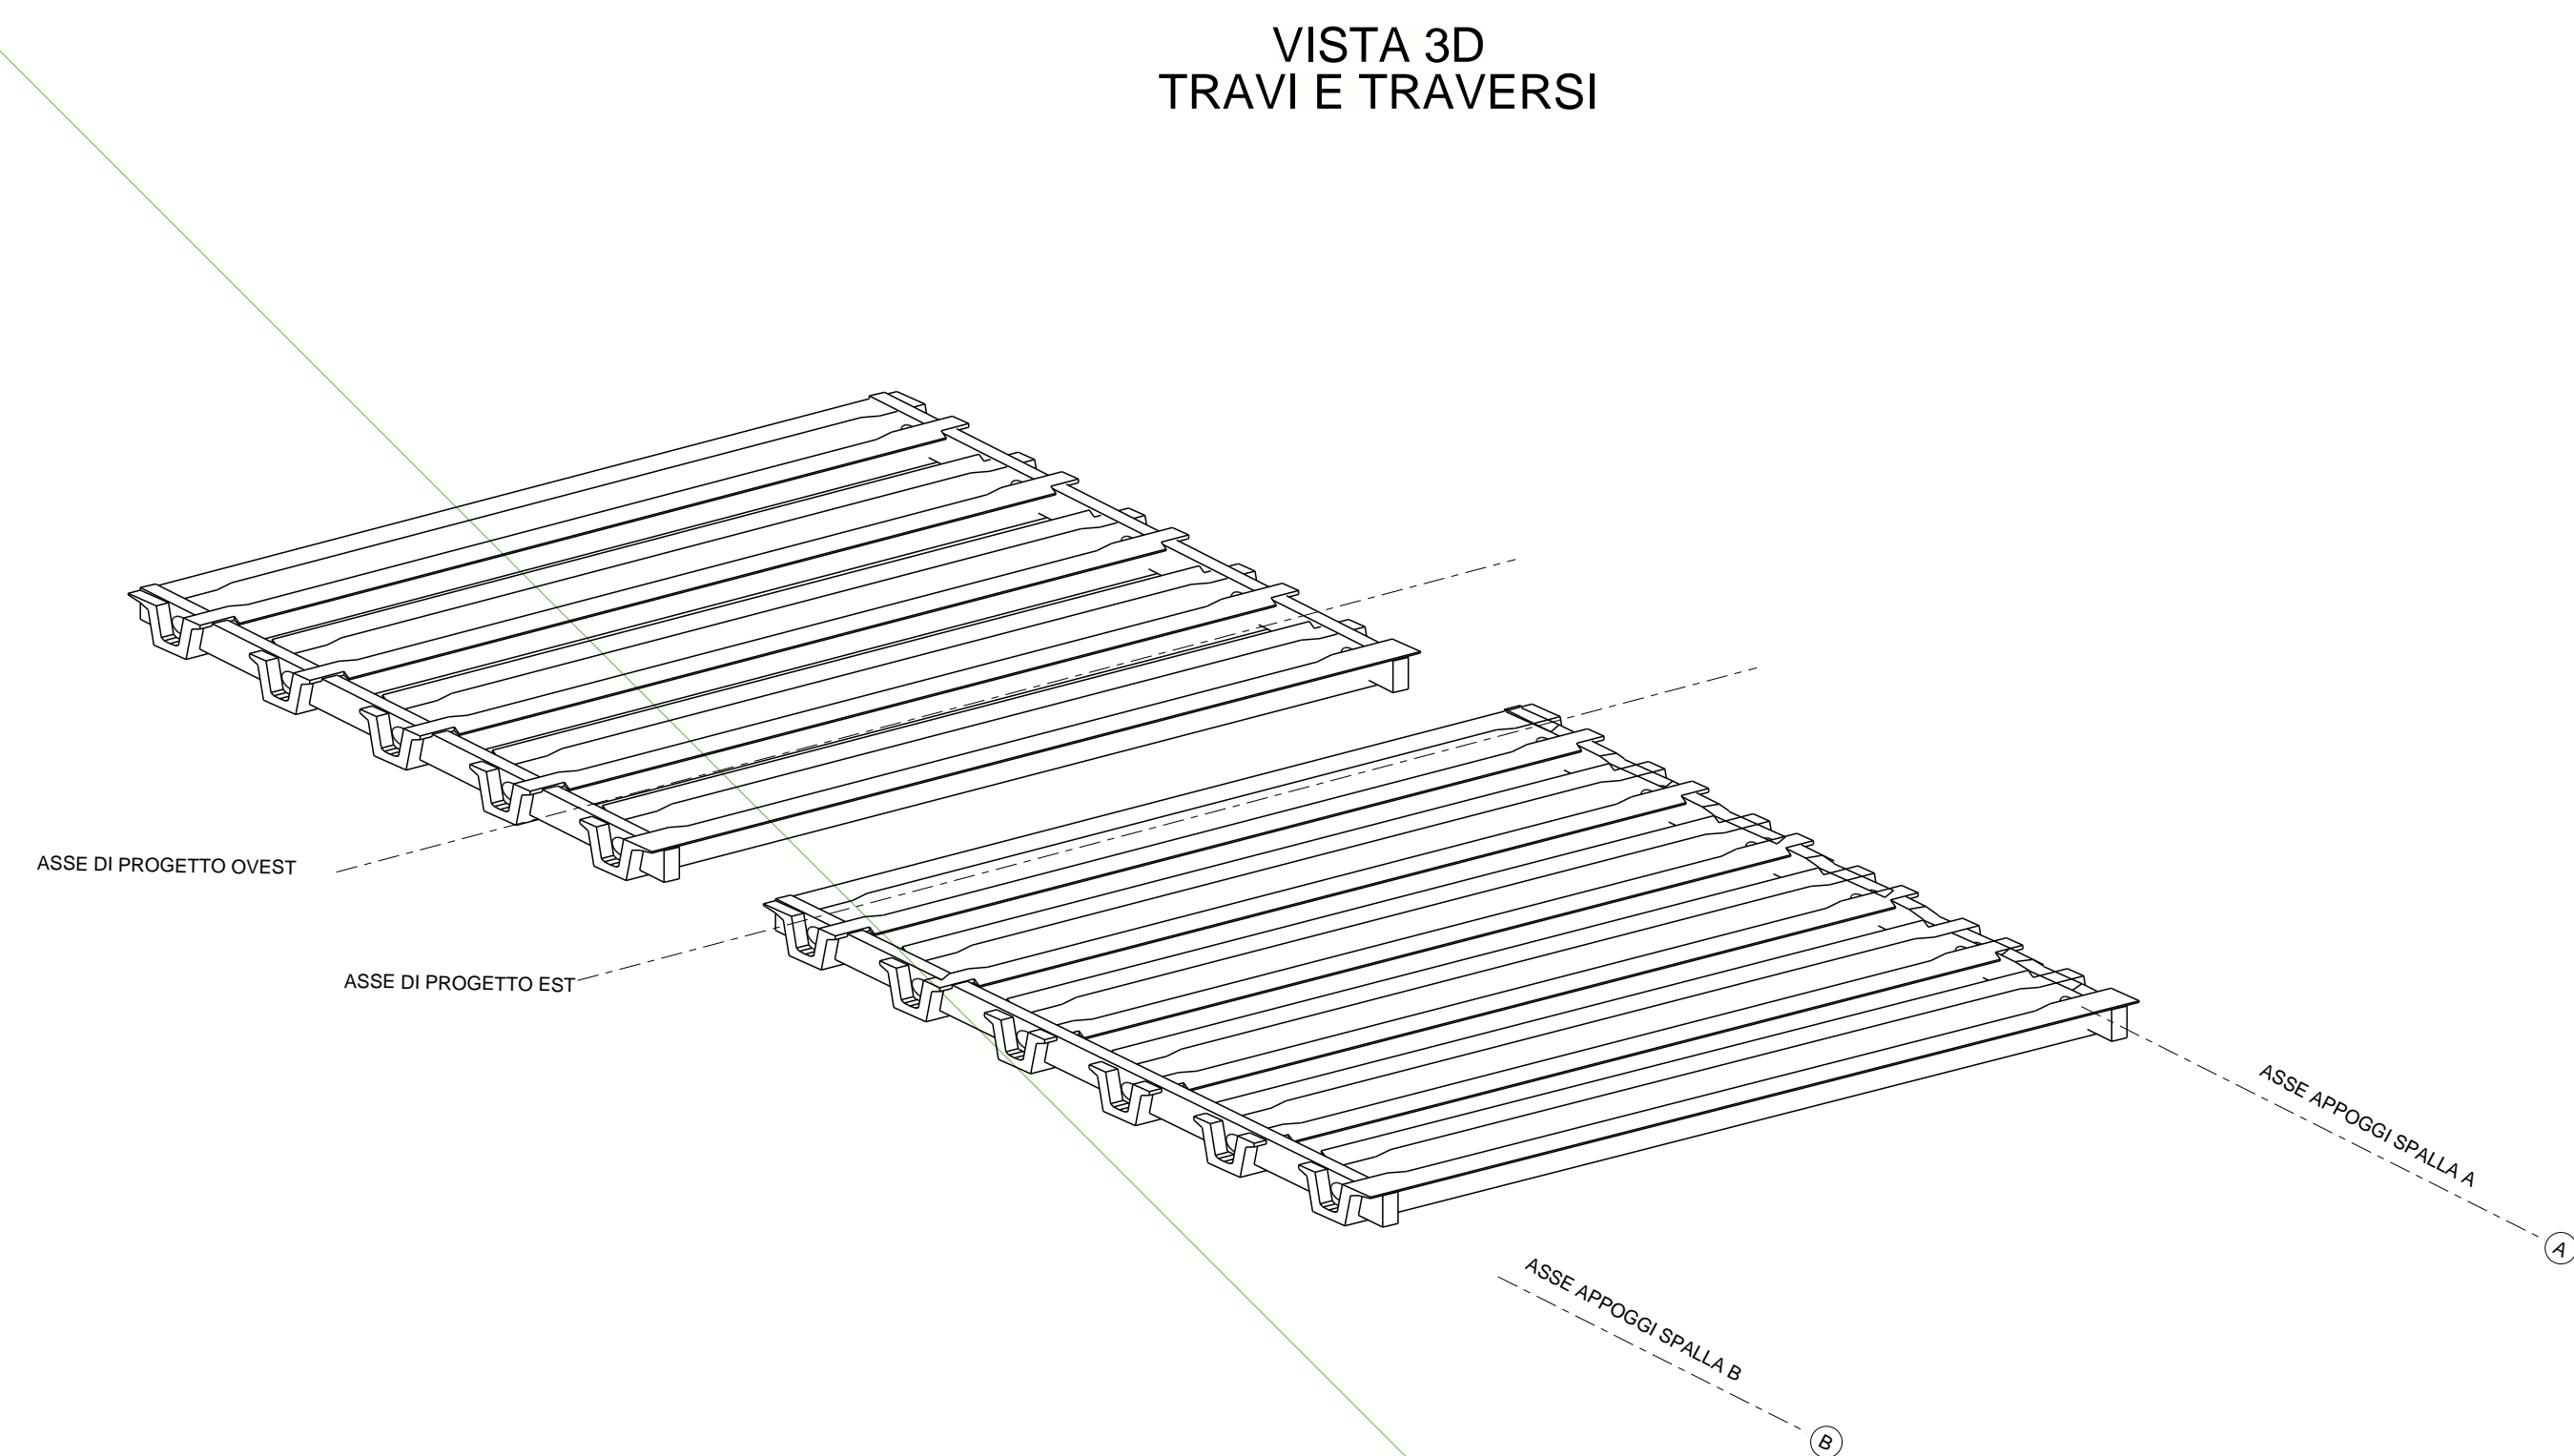 VISTA 3D
TRAVI E TRAVERSI
ASSE DI PROGETTO OVEST
ASSE DI PROGETTO EST
ASSE APPOGGI SPALLA A
A
ASSE APPOGGI SPALLA B
B